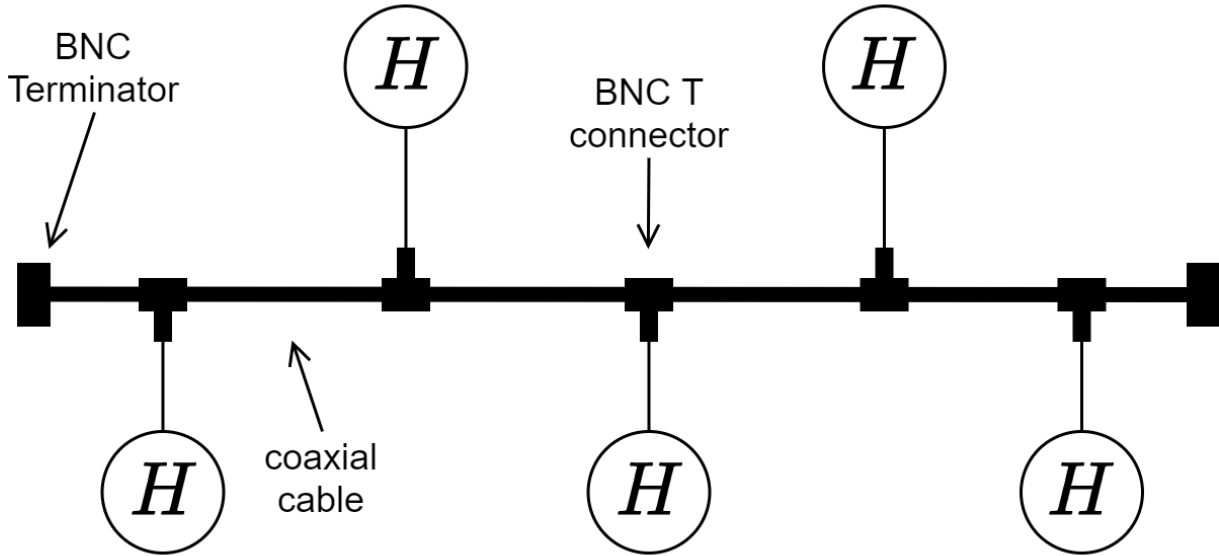 BNC
Terminator
H
BNC T
connector
H
H
coaxial
cable
H
H